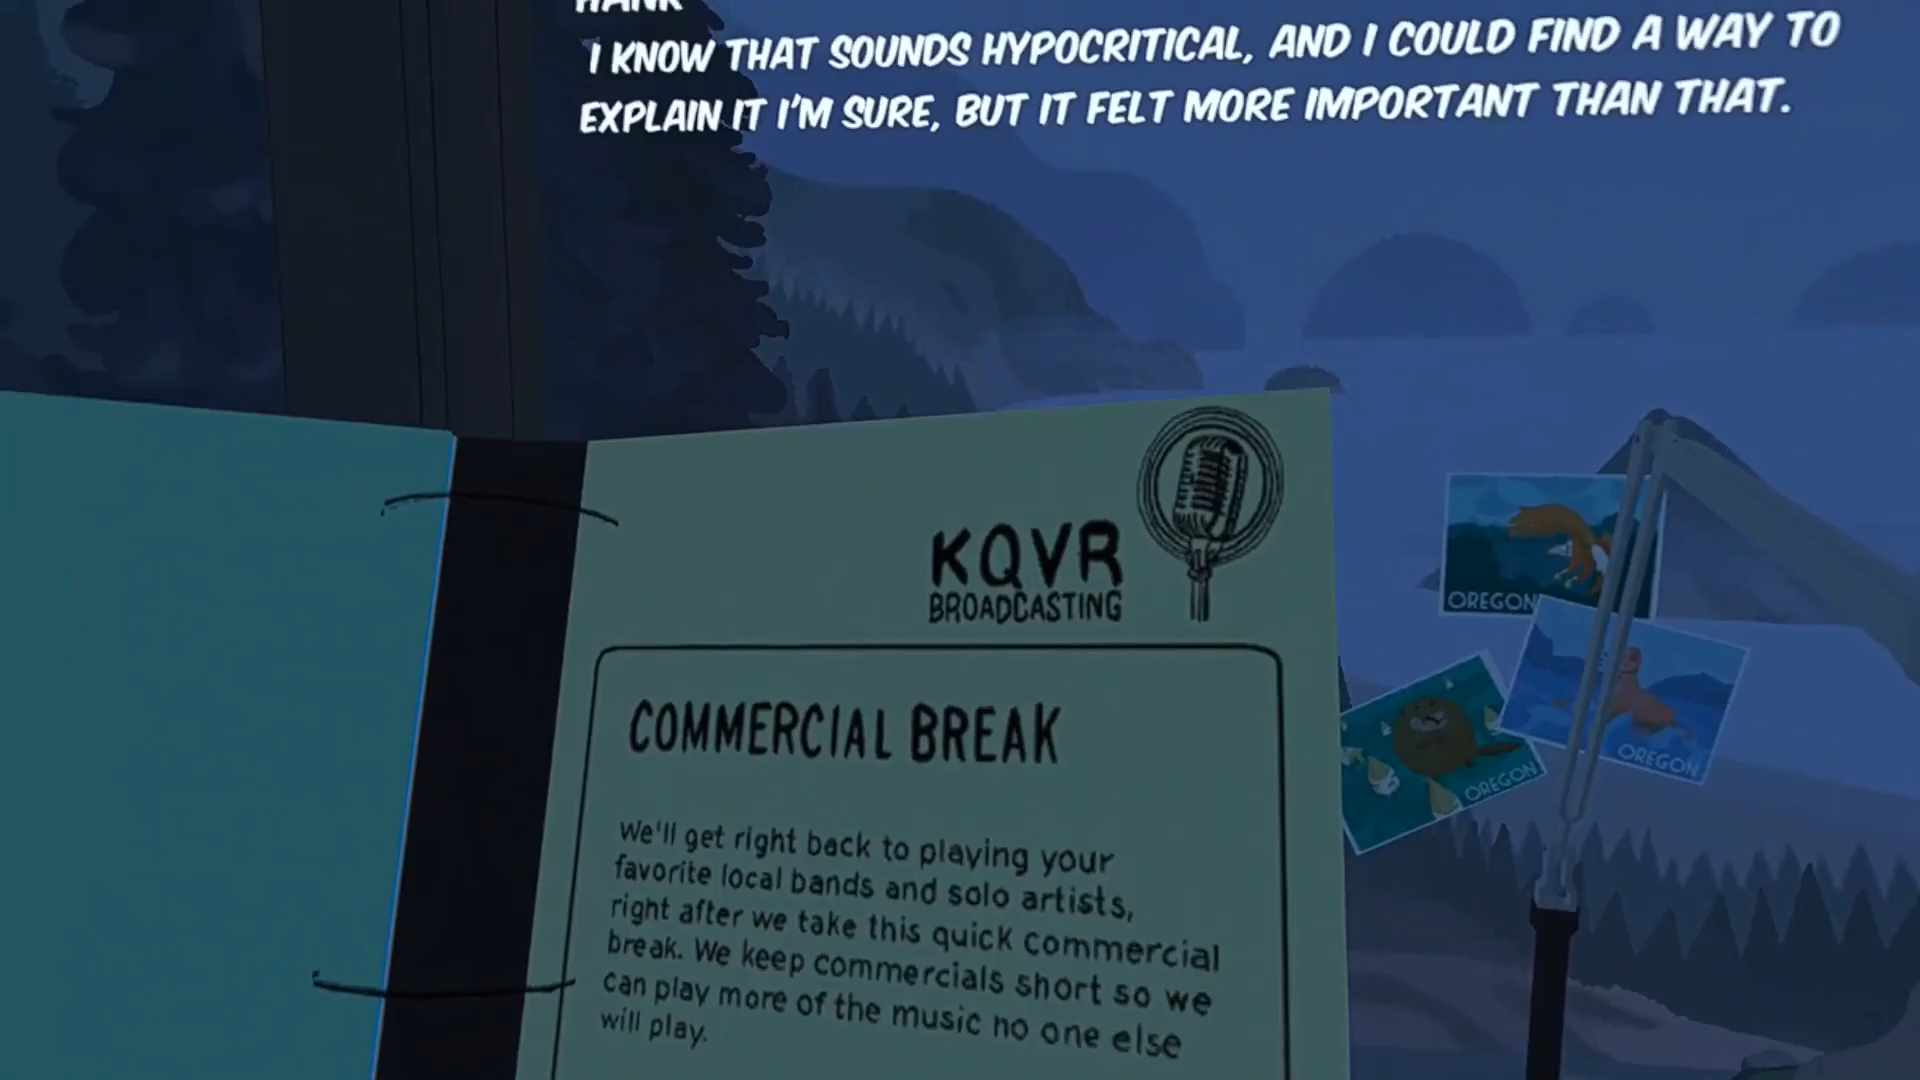 HANK
I KNOW THAT SOUNDS HYPOCRITICAL, AND I COULD FIND A WAY TO
EXPLAIN IT I'M SURE, BUT IT FELT MORE IMPORTANT THAN THAT.
KQVR
BROADCASTING
COMMERCIAL BREAK
We'll get right back to playing your
favorite local bands and solo artists,
right after we take this quick commercial
break. We keep commercials short so we
can play more of the music no one else
will play.
OREGON
OREGON
OREGON